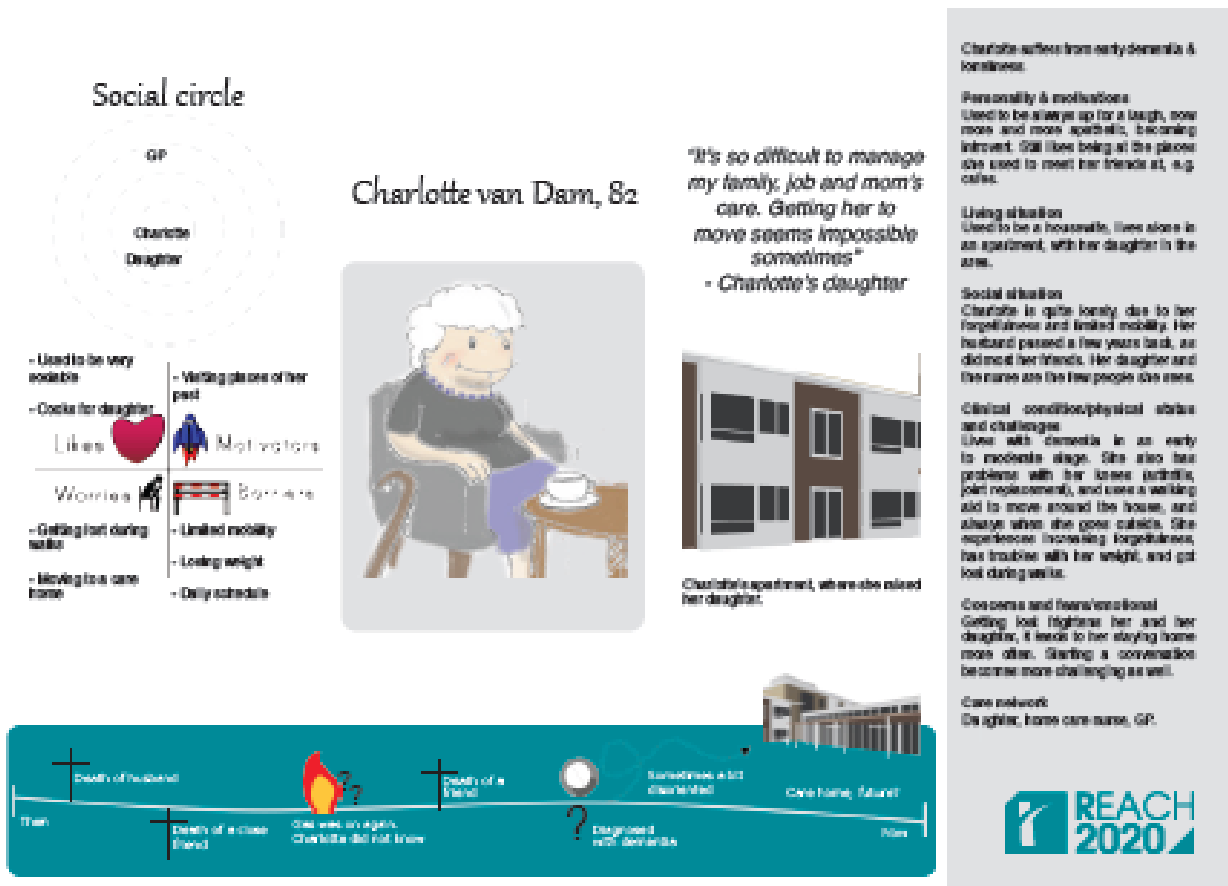 Social circle
GP
Charlotte
Daughter
- Used to be very
sociable
- Cooks for daughter
Likes
- Visiting places of her
past
Motivators
Worries
- Getting lost during
walks
- Moving to a care
home
Barriers
- Limited mobility
- Losing weight
- Daily schedule
Charlotte van Dam, 82
"It's so difficult to manage
my family, job and mom's
care. Getting her to
move seems impossible
sometimes"
- Charlotte's daughter
Charlotte's apartment, where she raised
her daughter.
Death of husband
Then
Death of a close
friend
Gas was on again.
Charlotte did not know
??
Death of a
friend
?
Diagnosed
with dementia
Sometimes a bit
disoriented
Care home, future?
Now
Charlotte suffers from early dementia &
loneliness.
Personality & motivations
Used to be always up for a laugh, now
more and more apathetic, becoming
introvert. Still likes being at the places
she used to meet her friends at, e.g.
cafes.
Living situation
Used to be a housewife, lives alone in
an apartment, with her daughter in the
area.
Social situation
Charlotte is quite lonely, due to her
forgetfulness and limited mobility. Her
husband passed a few years back, as
did most her friends. Her daughter and
the nurse are the few people she sees.
Clinical condition/physical status
and challenges
Lives with dementia in an early
to moderate stage. She also has
problems with her knees (arthritis,
joint replacement), and uses a walking
aid to move around the house, and
always when she goes outside. She
experiences increasing forgetfulness,
has troubles with her weight, and got
lost during walks.
Concerns and fears/emotional
Getting lost frightens her and her
daughter, it leads to her staying home
more often. Starting a conversation
becomes more challenging as well.
Care network
Daughter, home care nurse, GP.
REACH
2020